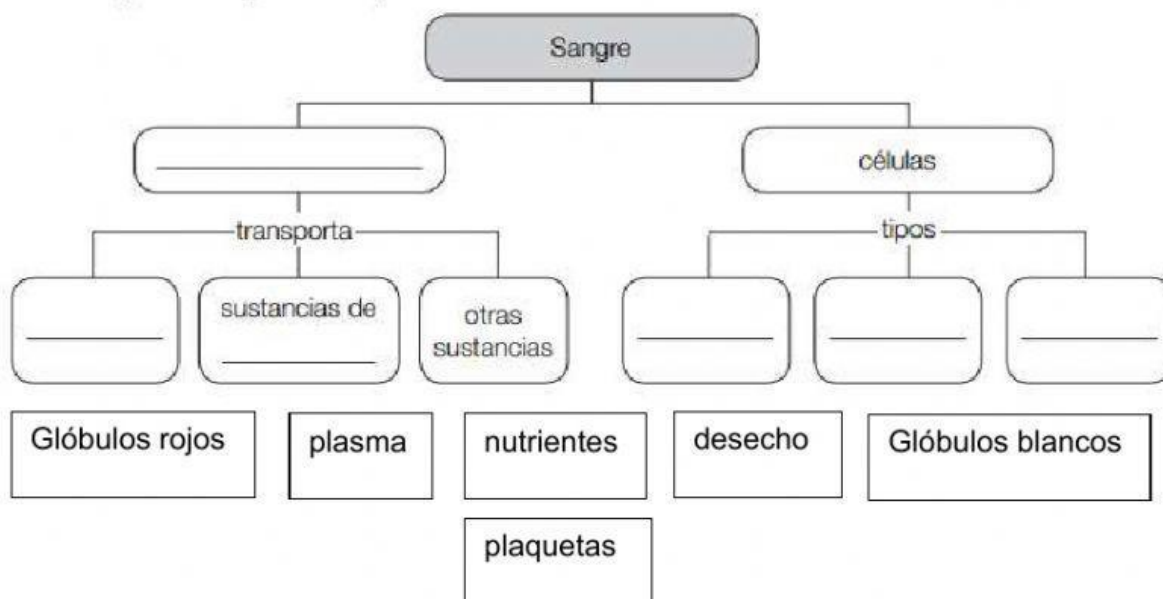 Sangre
células
transporta
tipos
sustancias de
otras
sustancias
Glóbulos rojos
plasma
nutrientes
desecho
Glóbulos blancos
plaquetas